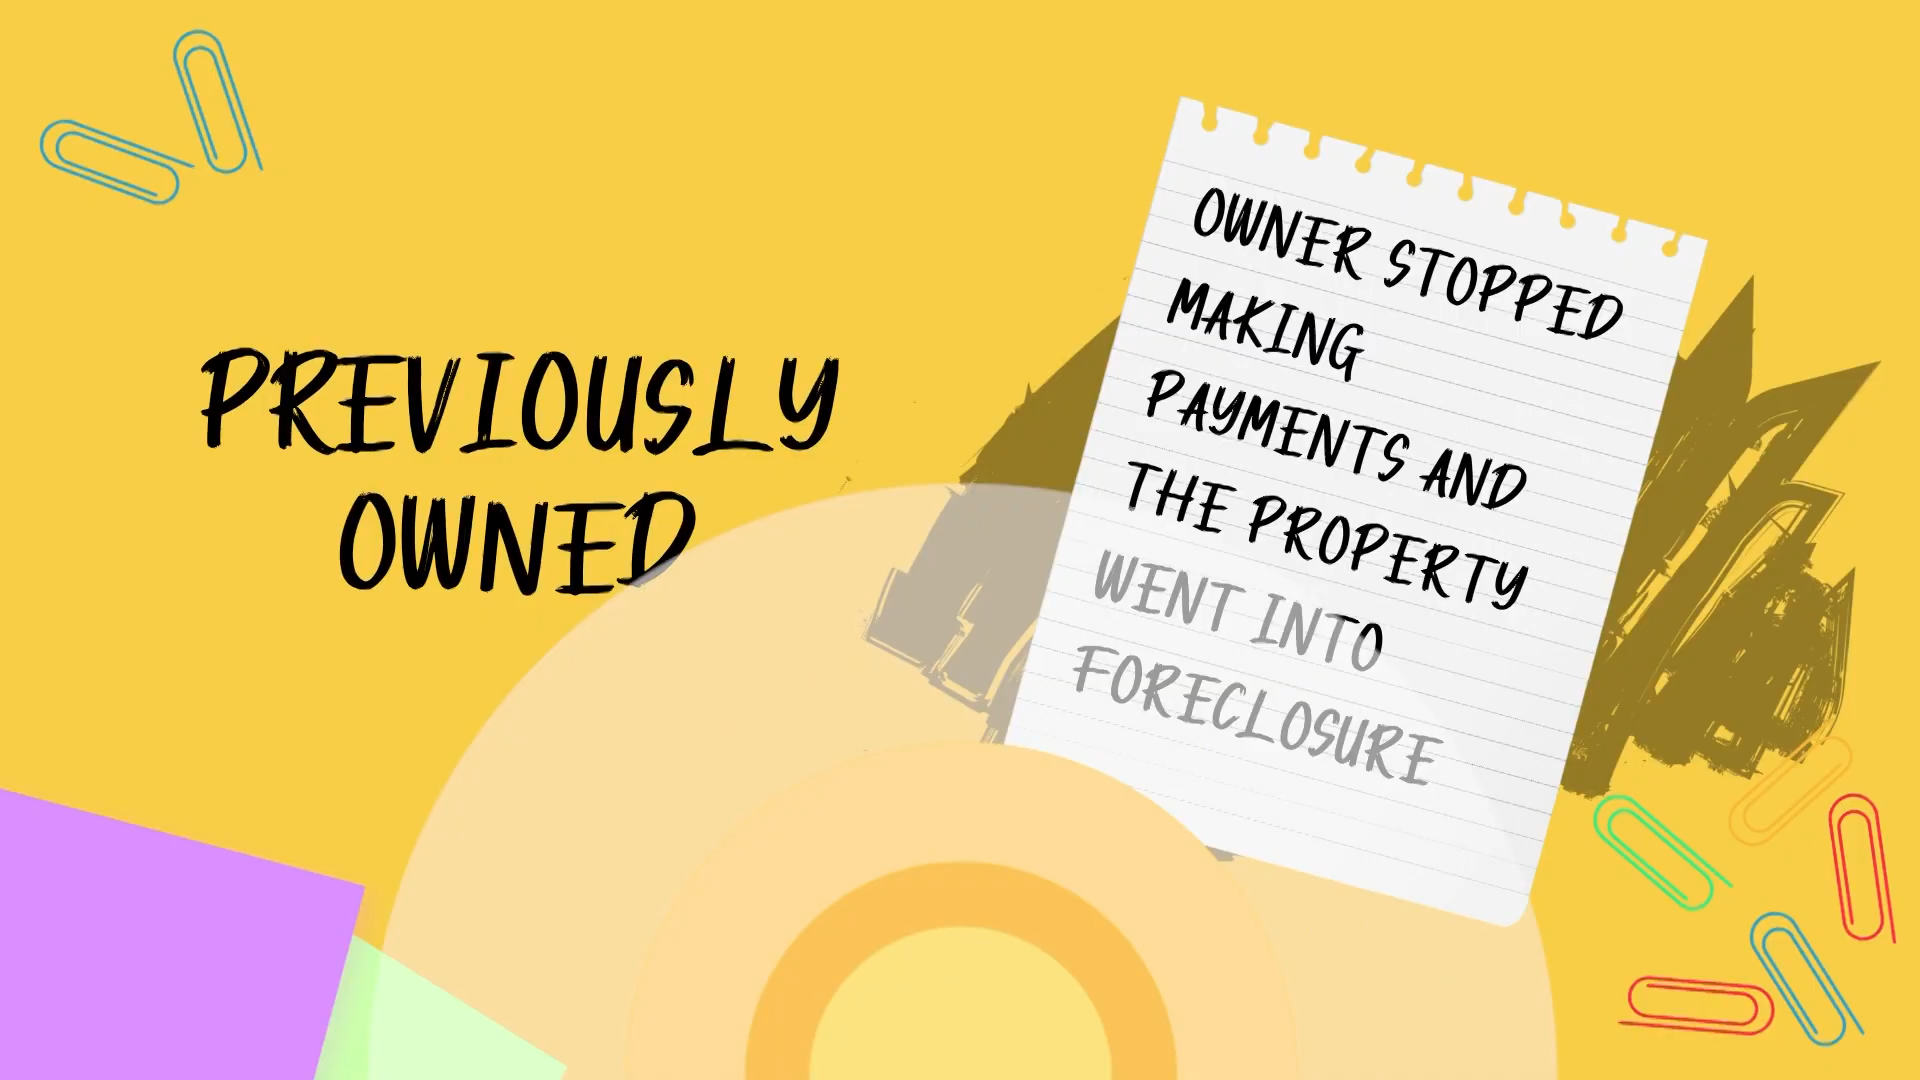 PREVIOUSLY
OWNED
OWNER STOPPED
MAKING
PAYMENTS AND
THE PROPERTY
WENT INTO
FORECLOSURE